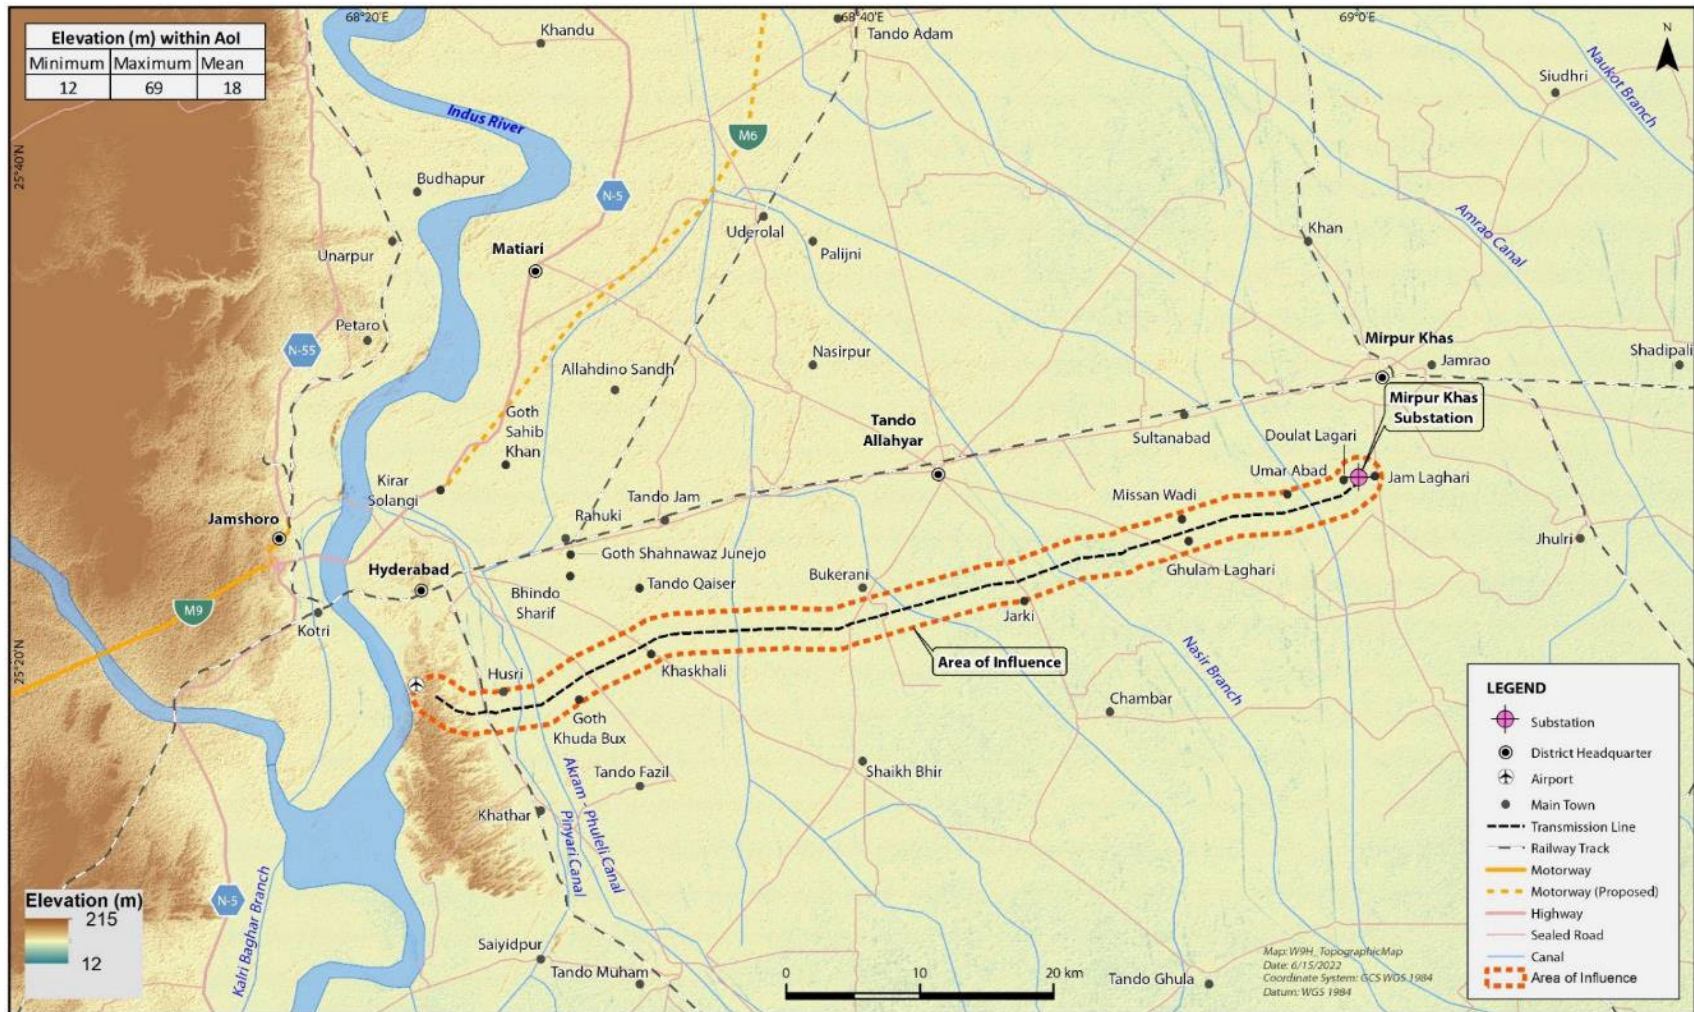 68°20'E
68°40'E
69°0'E
Elevation (m) within AoI
Minimum Maximum Mean
12 69 18
N
Khandu
Tando Adam
Siudhri
Naukot Branch
Indus River
M6
25°40'N
Budhapur
N-5
Uderolal
Palijni
Khan
Amrao Canal
Unarpur
Matiari
Petaro
N-55
Nasirpur
Allahdino Sandh
Mirpur Khas
Jamrao
Shadipali
Mirpur Khas
Substation
Goth
Sahib
Khan
Tando
Allahyar
Sultanabad
Doulat Lagari
Umar Abad
Jam Laghari
Kirar
Solangi
Tando Jam
Missan Wadi
Jamshoro
Rahuki
Goth Shahnawaz Junejo
Jhulri
Hyderabad
Bhindo
Sharif
Tando Qaiser
Bukerani
Ghulam Laghari
M9
Kotri
Jarki
25°20'N
Husri
Khaskhali
Area of Influence
Nasir Branch
Goth
Khuda Bux
Chambar
Tando Fazil
Shaikh Bhir
Khathar
Akram - Phuleli Canal
Pinyari Canal
Kalri Baghar Branch
N-5
Elevation (m)
215
12
Saiyidpur
Tando Muham
Tando Ghula
0 10 20 km
Map: W9H_TopographicMap
Date: 6/15/2022
Coordinate System: GCS WGS 1984
Datum: WGS 1984
LEGEND
Substation
District Headquarter
Airport
Main Town
Transmission Line
Railway Track
Motorway
Motorway (Proposed)
Highway
Sealed Road
Canal
Area of Influence